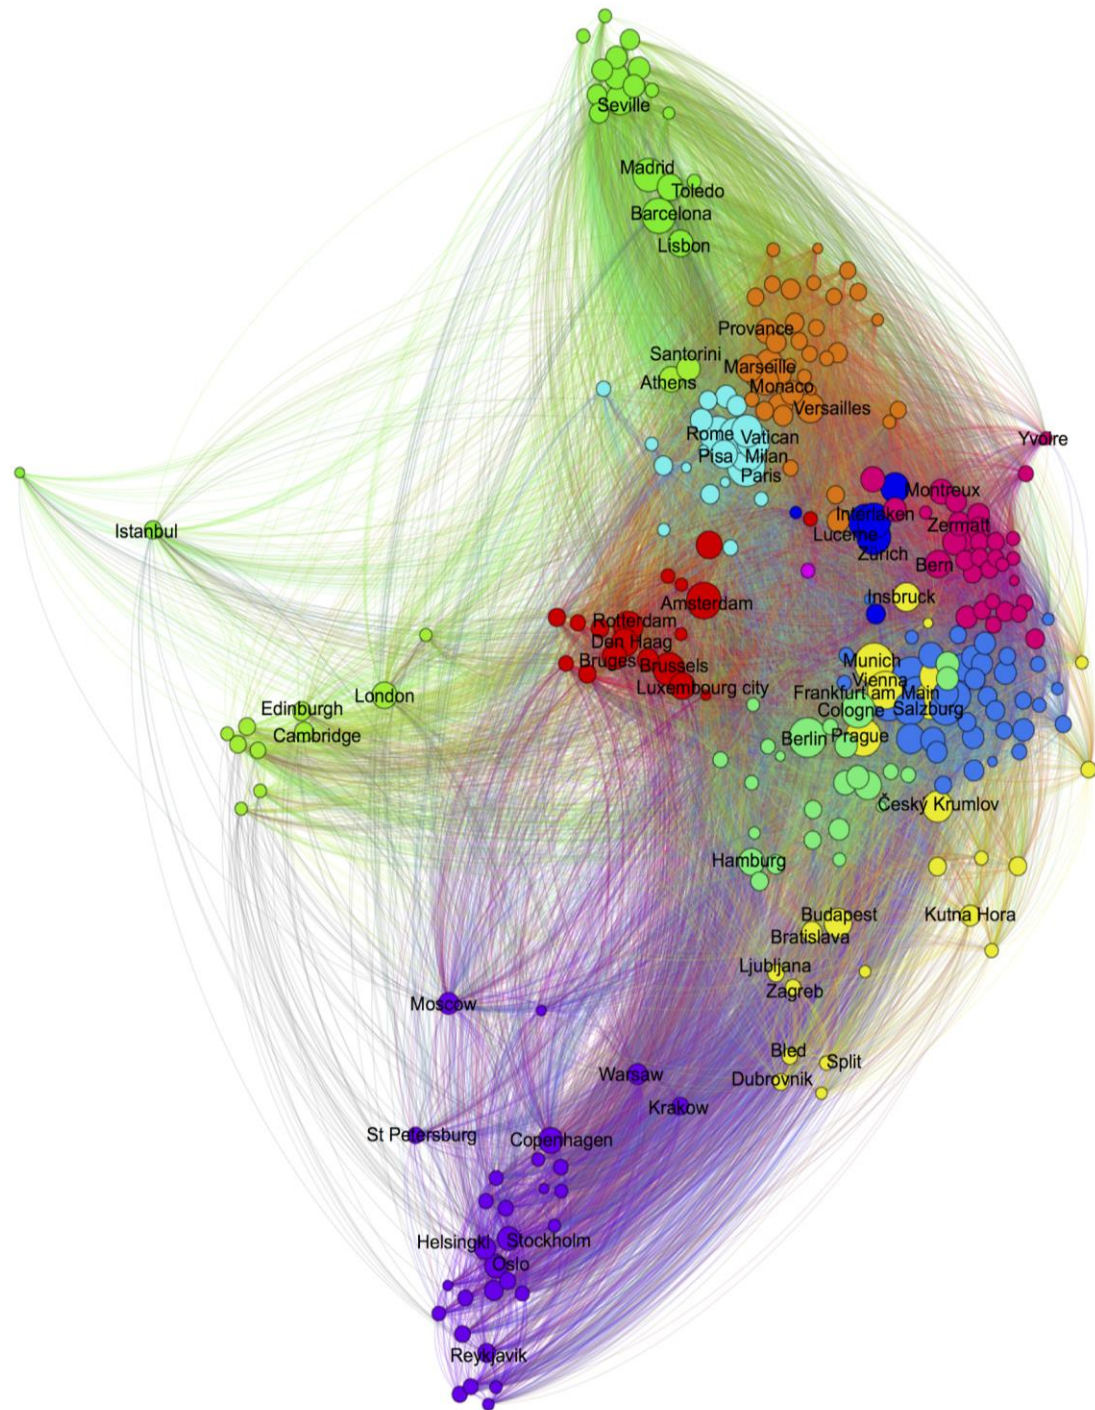 Seville
Madrid
Toledo
Barcelona
Lisbon
Provance
Santorini
Marseille
Athens
Monaco
Versailles
Rome
Vatican
Yvoire
Pisa
Milan
Paris
Montreux
Interlaken
Zermatt
Istanbul
Lucerne
Zurich
Bern
Insbruck
Amsterdam
Rotterdam
Den Haag
Bruges
Brussels
Munich
Vienna
Luxembourg city
Frankfurt am Main
London
Edinburgh
Cologne
Salzburg
Cambridge
Berlin
Prague
Český Krumlov
Hamburg
Budapest
Kutna Hora
Bratislava
Ljubljana
Zagreb
Moscow
Bled
Split
Warsaw
Dubrovnik
Krakow
St Petersburg
Copenhagen
Helsingki
Stockholm
Oslo
Reykjavik